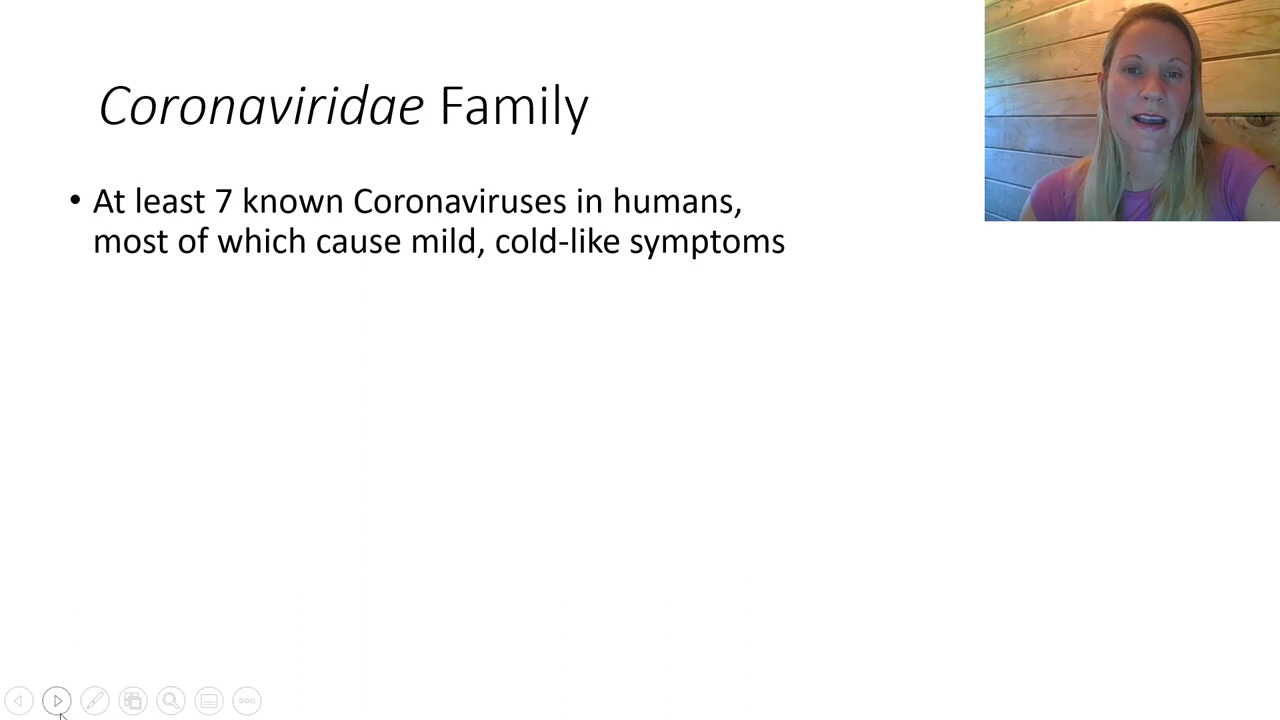 Coronaviridae Family
• At least 7 known Coronaviruses in humans,
most of which cause mild, cold-like symptoms